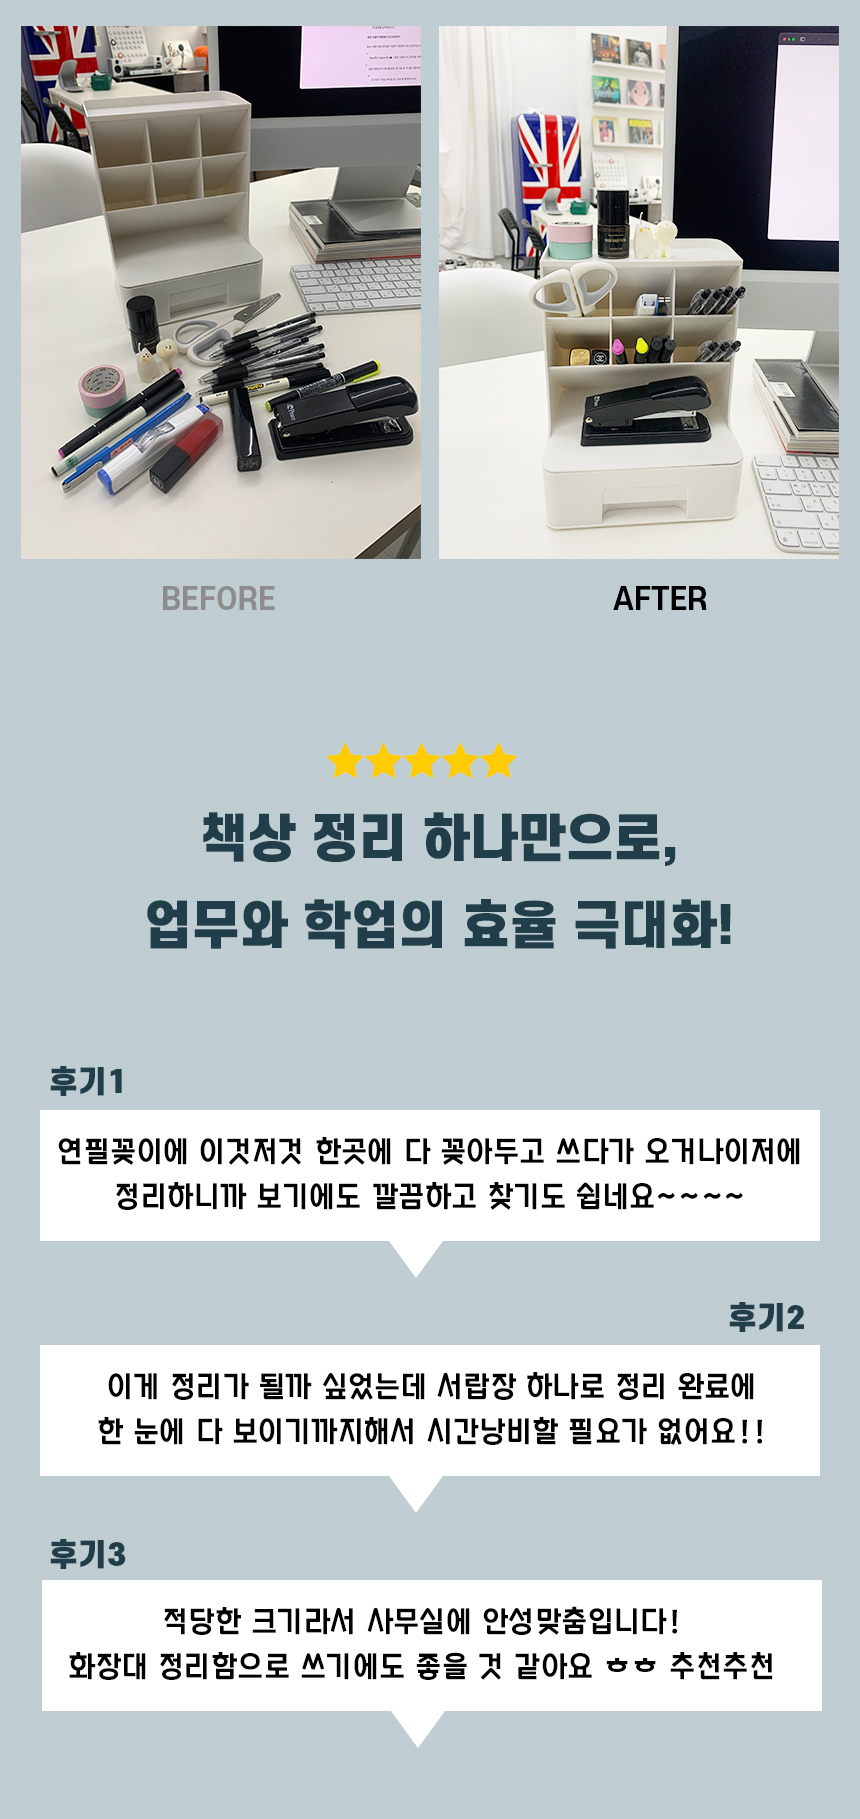 BEFORE
AFTER
책상 정리 하나만으로,
업무와 학업의 효율 극대화!
후기1
연필꽂이에 이것저것 한곳에 다 꽂아두고 쓰다가 오거나이저에
정리하니까 보기에도 깔끔하고 찾기도 쉽네요~~~~
후기2
이게 정리가 될까 싶었는데 서랍장 하나로 정리 완료에
한 눈에 다 보이기까지해서 시간낭비할 필요가 없어요!!
후기3
적당한 크기라서 사무실에 안성맞춤입니다!
화장대 정리함으로 쓰기에도 좋을 것 같아요 ㅎㅎ 추천추천